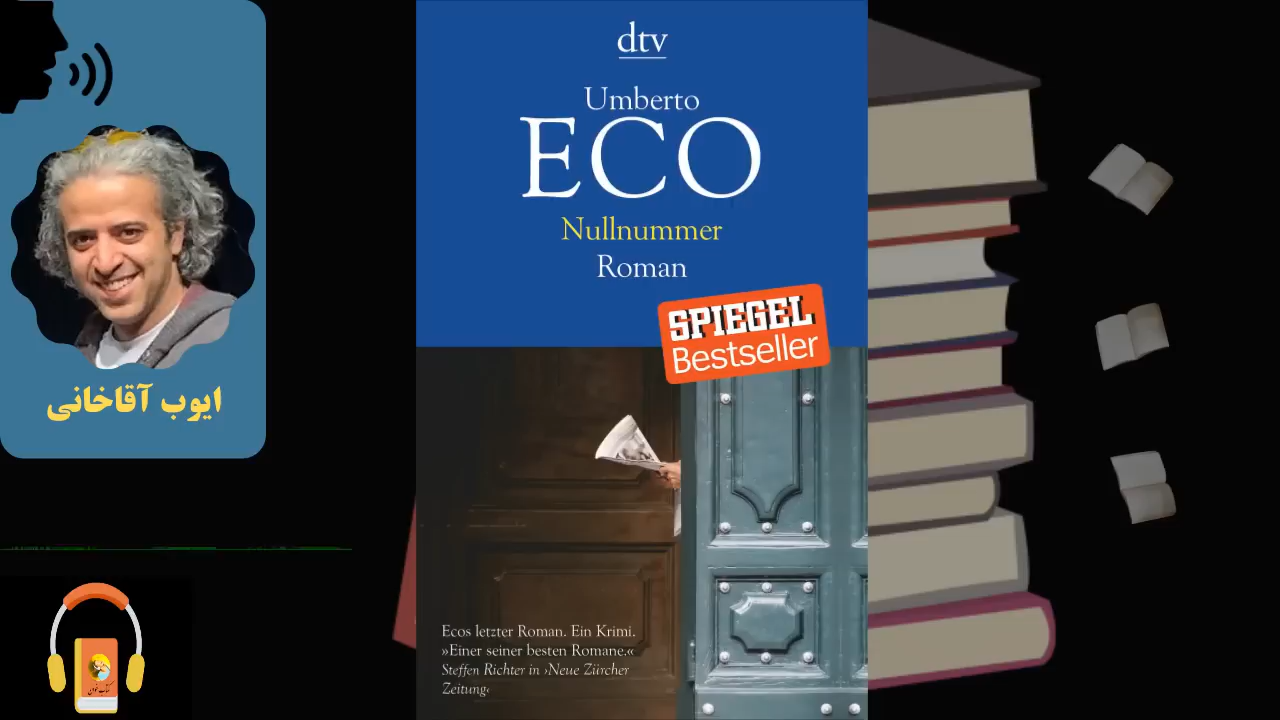 ایوب آقاخانی
dtv
Umberto
ECO
Nullnummer
Roman
SPIEGEL
Bestseller
Ecos letzter Roman. Ein Krimi.
»Einer seiner besten Romane.«
Steffen Richter in ›Neue Zürcher
Zeitung‹